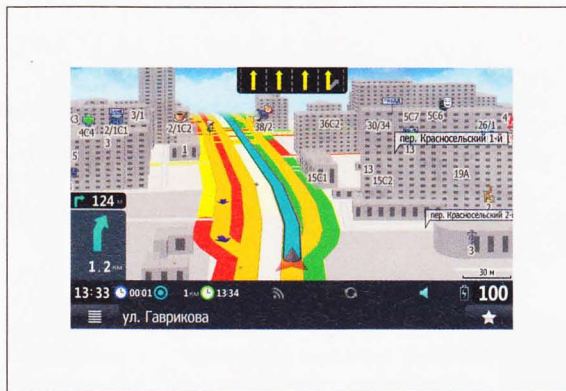 4С4
2/1С1
3/1
3
2/1С2
1
38/2
36С2
30/34
5С7
5С6
26/1
пер. Красносельский 1-й
13
13
15С1
15С2
19А
пер. Красносельский 2-й
3
124 м
1.2 км
30 м
13:33 00:01 1 км 13:34 100
ул. Гаврикова